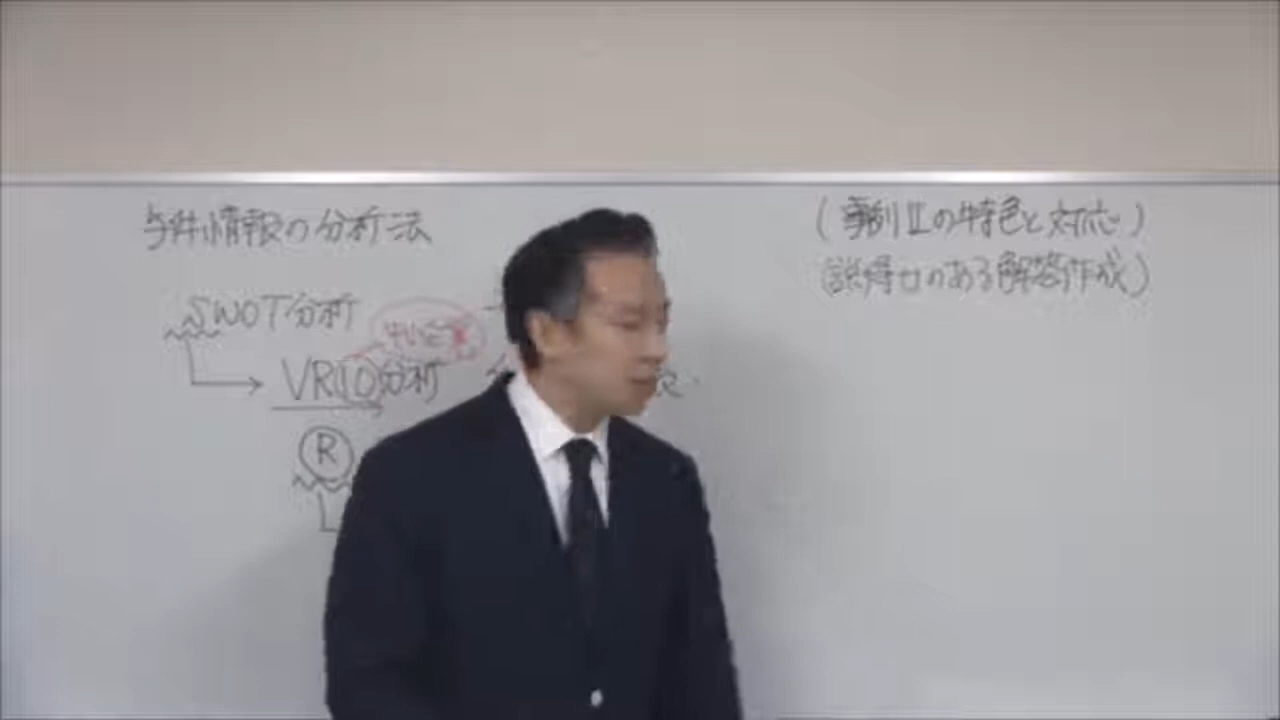 与件情報の分析法
SWOT分析
VRIO分析
R
(事例Ⅱの特色と対応)
(説得力のある解答作成)